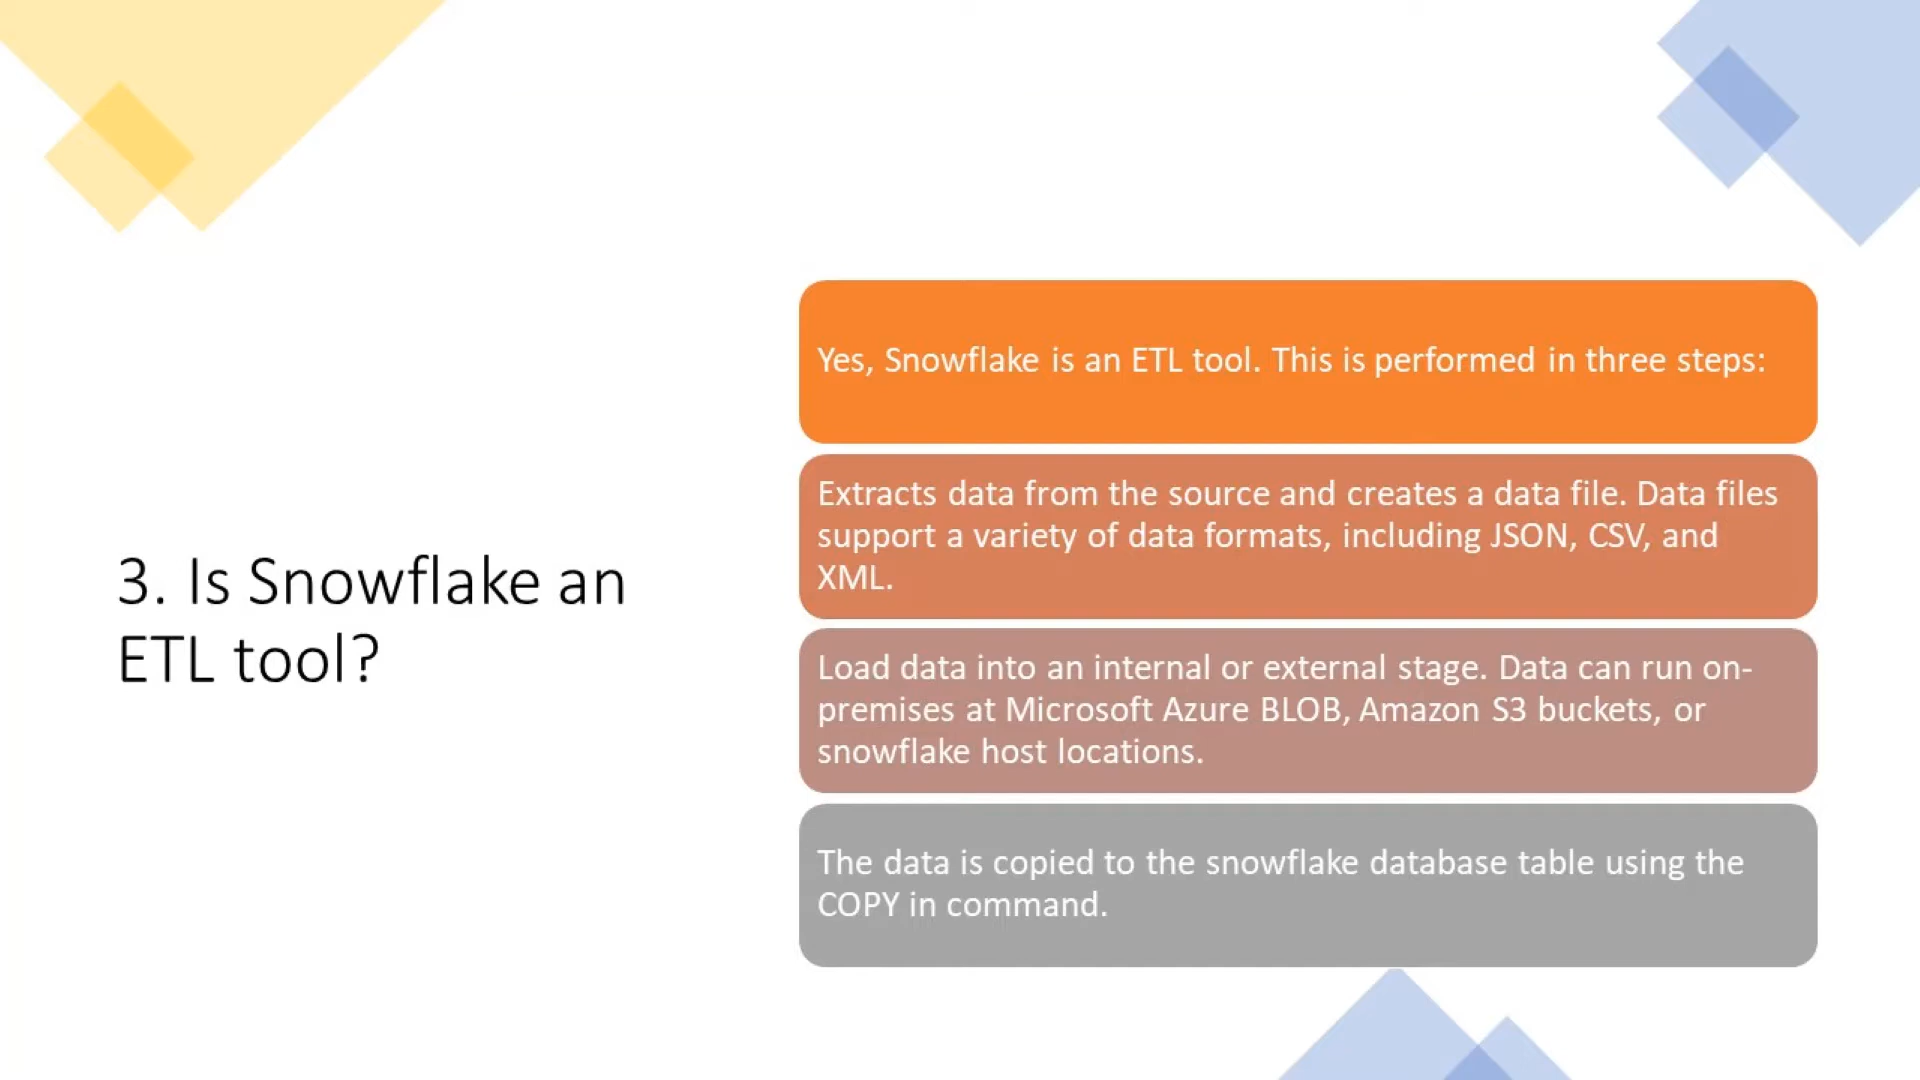 3. Is Snowflake an
ETL tool?
Yes, Snowflake is an ETL tool. This is performed in three steps:
Extracts data from the source and creates a data file. Data files
support a variety of data formats, including JSON, CSV, and
XML.
Load data into an internal or external stage. Data can run on-
premises at Microsoft Azure BLOB, Amazon S3 buckets, or
snowflake host locations.
The data is copied to the snowflake database table using the
COPY in command.